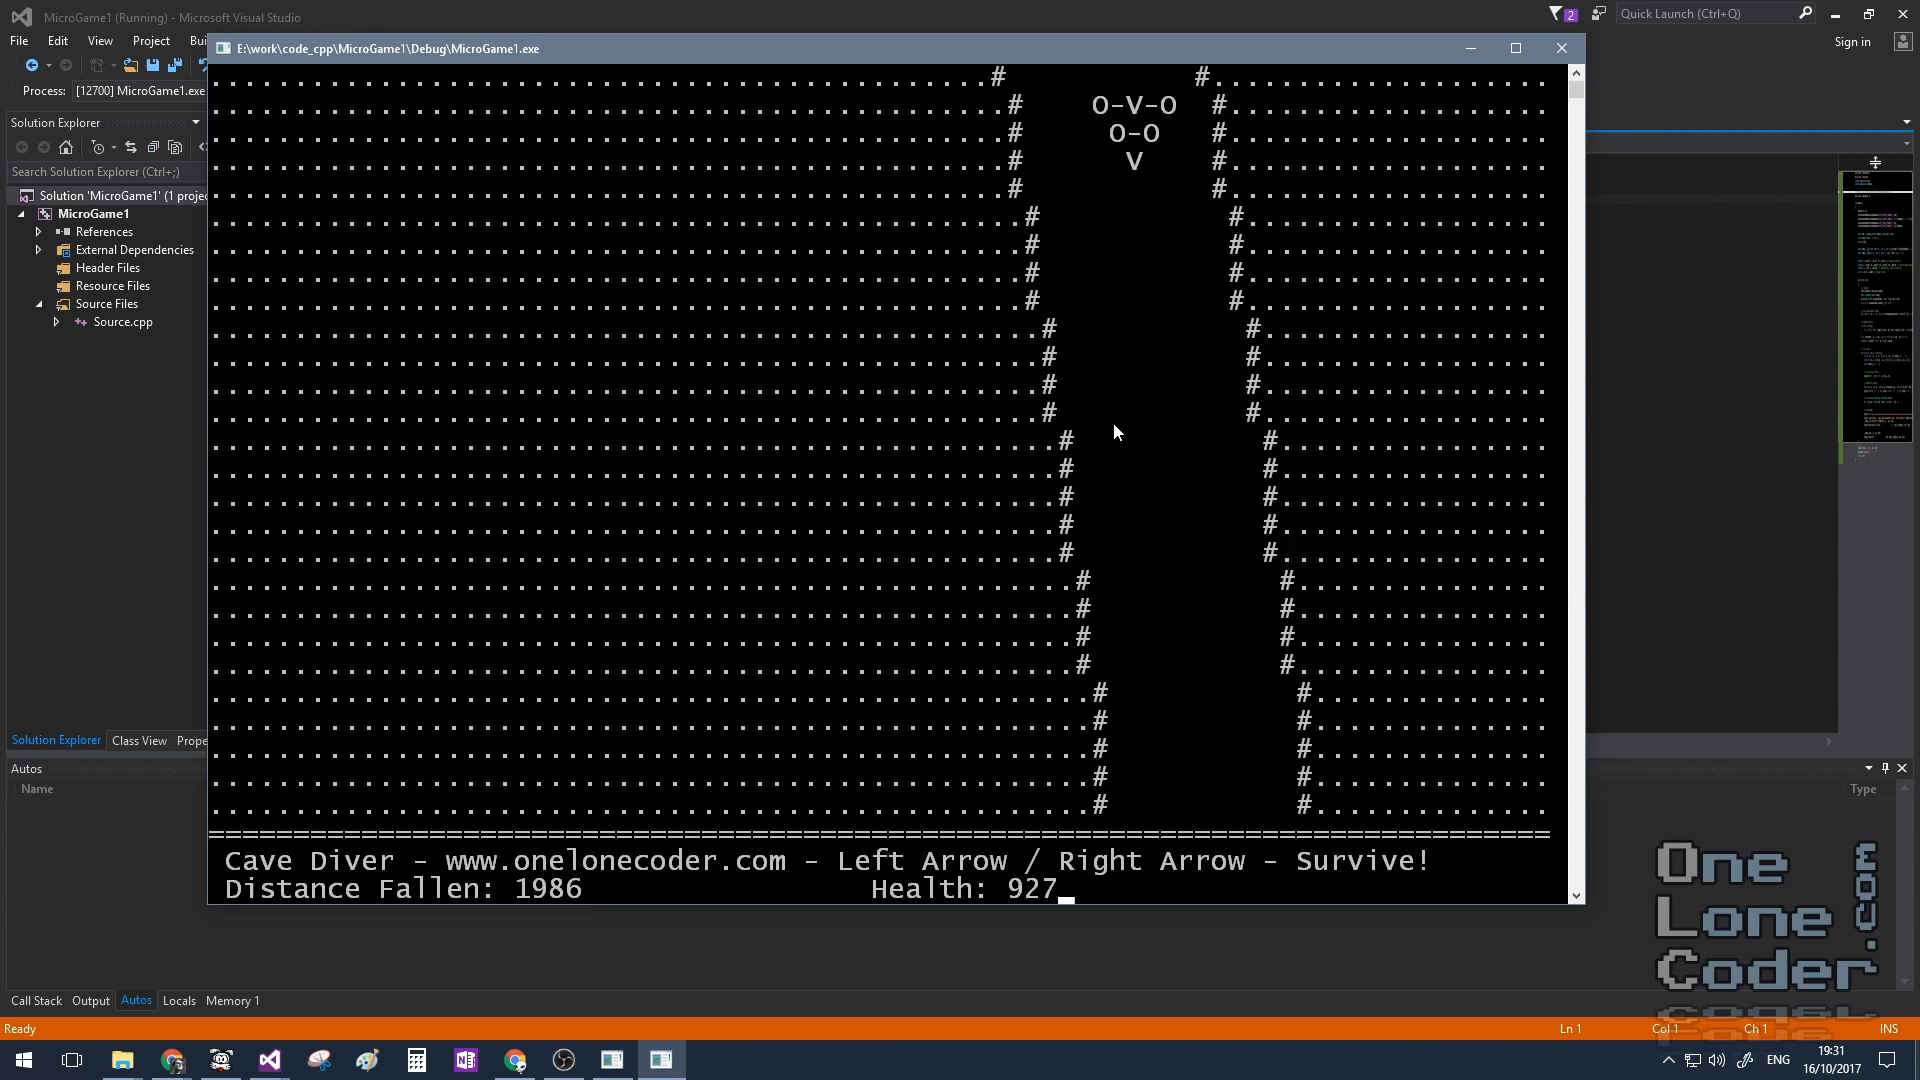 MicroGame1 (Running) - Microsoft Visual Studio
2
Quick Launch (Ctrl+Q)
File Edit View Project
Sign in
E:\work\code_cpp\MicroGame1\Debug\MicroGame1.exe
Process: [12700] MicroGame1.exe
Solution Explorer
Search Solution Explorer (Ctrl+;)
Solution 'MicroGame1' (1
MicroGame1
References
External Dependencies
Header Files
Resource Files
Source Files
Source.cpp
O-V-O
O-O
V
Solution Explorer Class View
Autos
Name
Type
Cave Diver - www.onelonecoder.com - Left Arrow / Right Arrow - Survive!
Distance Fallen: 1986 Health: 927
One
Lone
Coder
.com
Call Stack Output Autos Locals Memory 1
Ready Ln 1 Col 1 Ch 1 INS
ENG
19:31
16/10/2017